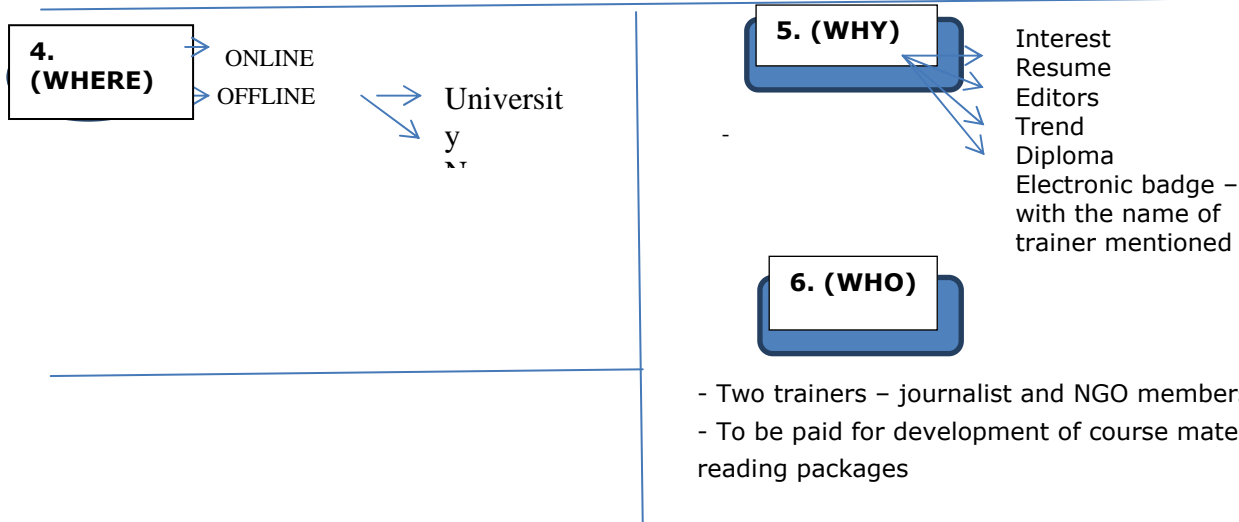 4.
(WHERE)
ONLINE
OFFLINE
Universit
y
5. (WHY)
-
Interest
Resume
Editors
Trend
Diploma
Electronic badge –
with the name of
trainer mentioned
6. (WHO)
- Two trainers – journalist and NGO member
- To be paid for development of course mate
reading packages